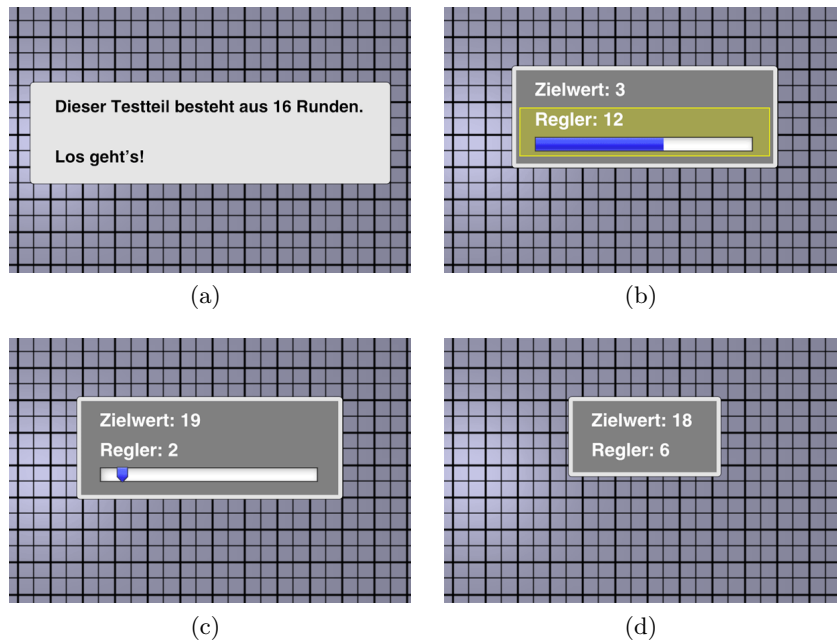 Dieser Testteil besteht aus 16 Runden.
Los geht's!
(a)
Zielwert: 3
Regler: 12
(b)
Zielwert: 19
Regler: 2
(c)
Zielwert: 18
Regler: 6
(d)